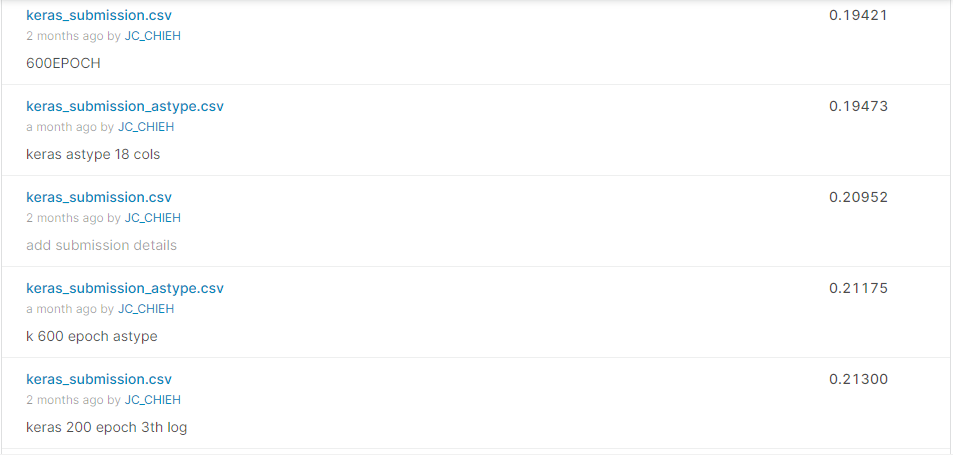 keras_submission.csv 0.19421
2 months ago by JC_CHIEH
600EPOCH
keras_submission_astype.csv 0.19473
a month ago by JC_CHIEH
keras astype 18 cols
keras_submission.csv 0.20952
2 months ago by JC_CHIEH
add submission details
keras_submission_astype.csv 0.21175
a month ago by JC_CHIEH
k 600 epoch astype
keras_submission.csv 0.21300
2 months ago by JC_CHIEH
keras 200 epoch 3th log